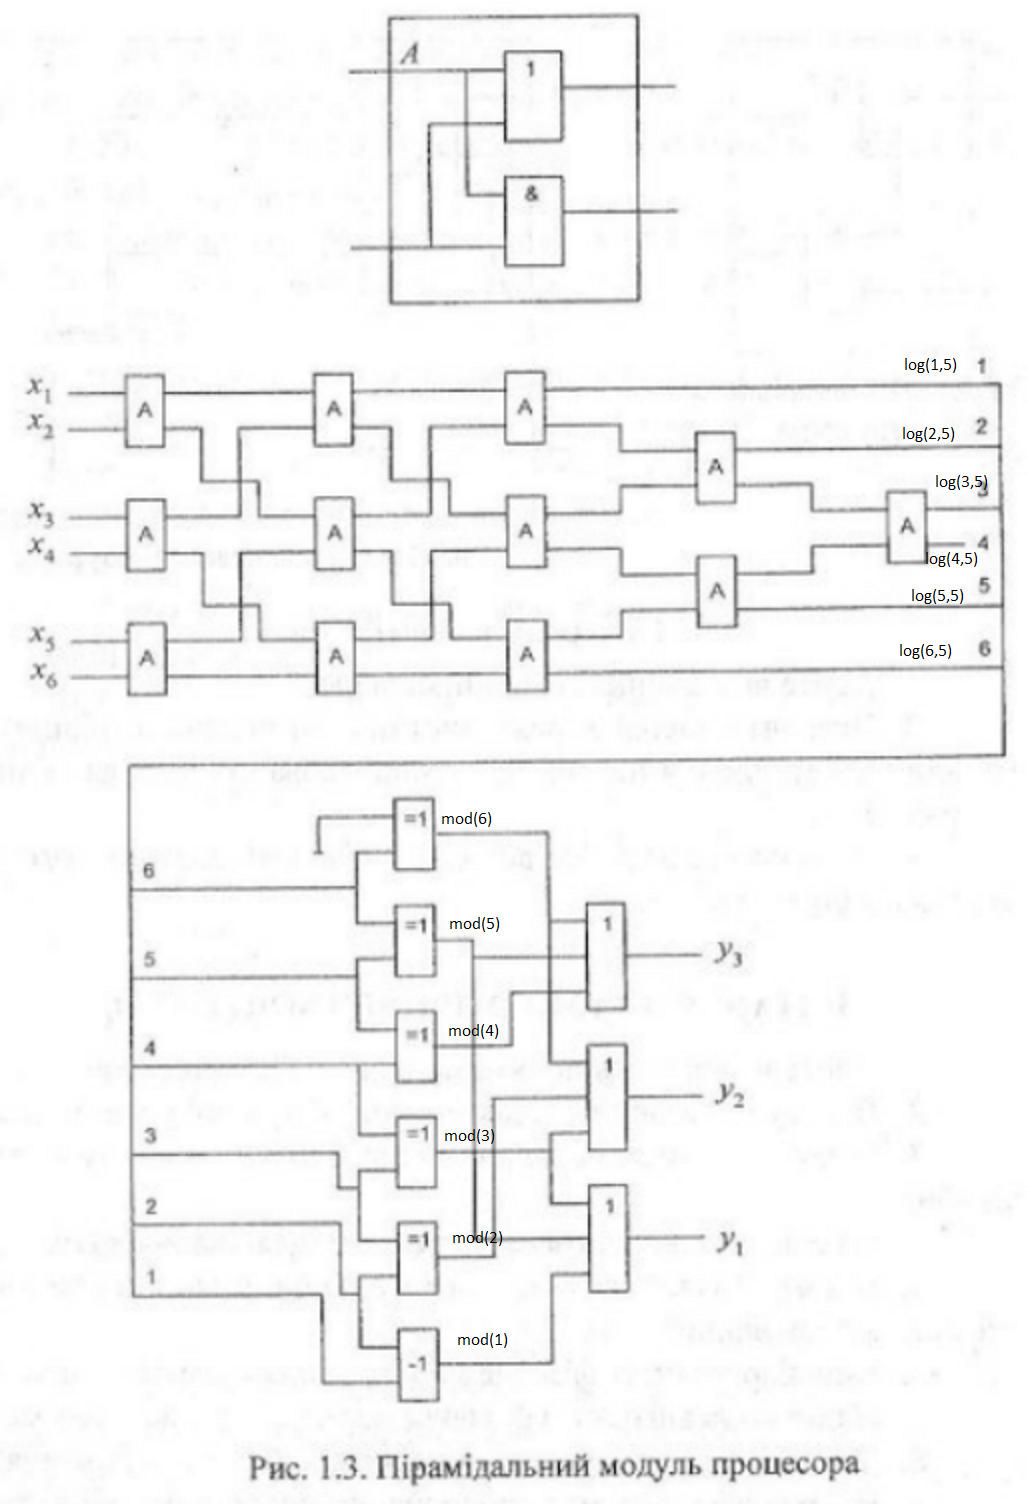 A
1
&
x1
x2
x3
x4
x5
x6
A A A
A A A
A A A
A
A
A
log(1,5) 1
log(2,5) 2
log(3,5) 3
log(4,5) 4
log(5,5) 5
log(6,5) 6
=1 mod(6)
6
=1 mod(5)
1
5
y3
=1 mod(4)
4
1
y2
3
=1 mod(3)
2
1
=1 mod(2)
y1
1
-1 mod(1)
Рис. 1.3. Пірамідальний модуль процесора